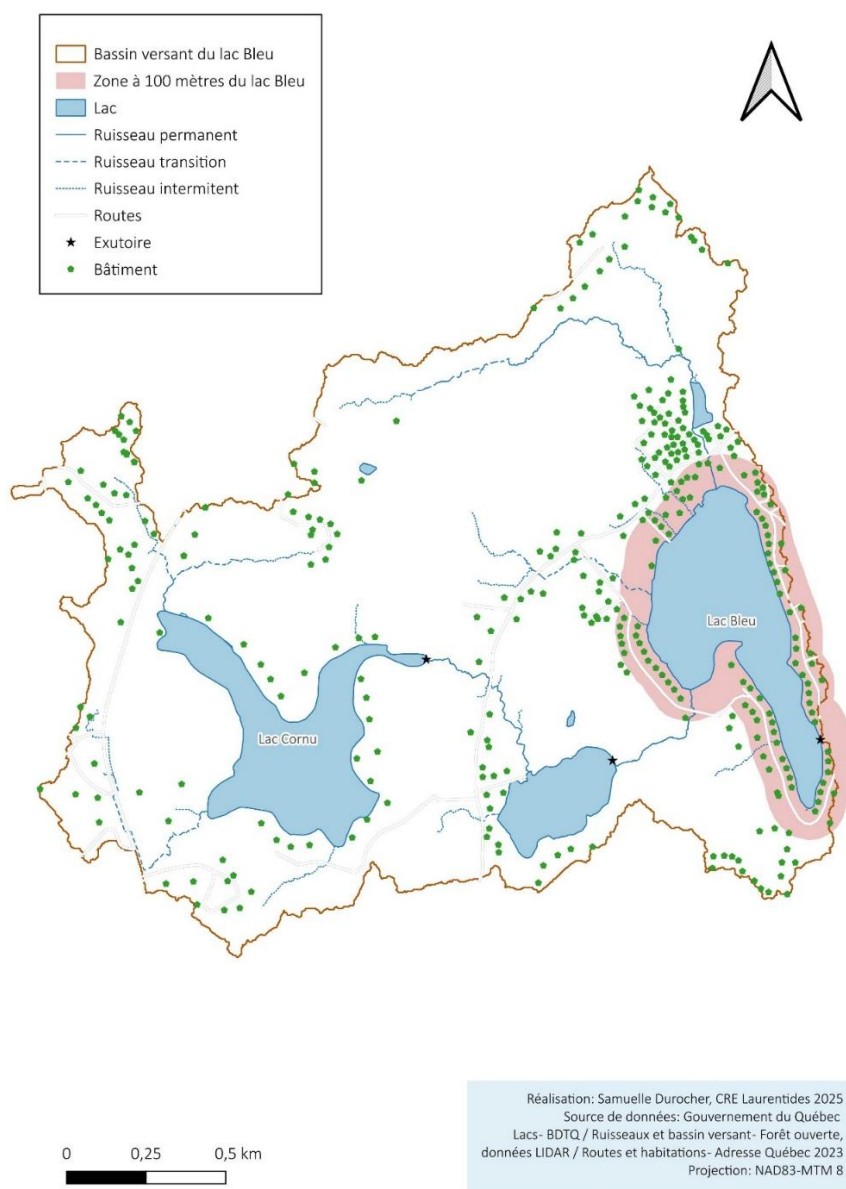 Bassin versant du lac Bleu
Zone à 100 mètres du lac Bleu
Lac
Ruisseau permanent
Ruisseau transition
Ruisseau intermitent
Routes
Exutoire
Bâtiment
Lac Bleu
Lac Cornu
0 0,25 0,5 km
Réalisation: Samuelle Durocher, CRE Laurentides 2025
Source de données: Gouvernement du Québec
Lacs- BDTQ / Ruisseaux et bassin versant- Forêt ouverte,
données LIDAR / Routes et habitations- Adresse Québec 2023
Projection: NAD83-MTM 8